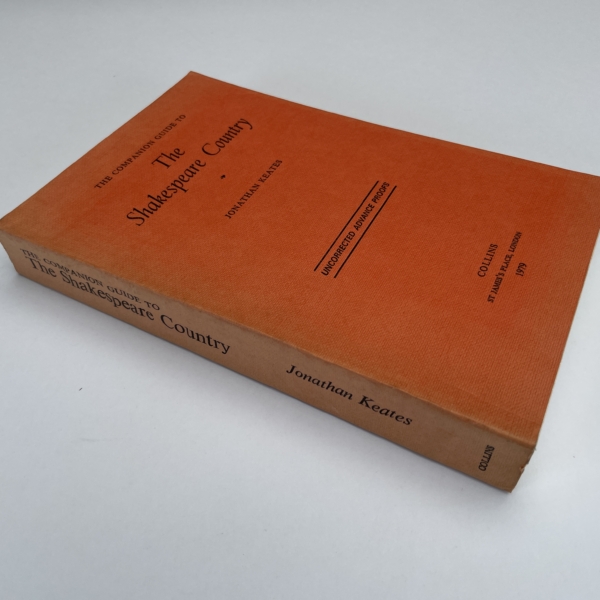 THE COMPANION GUIDE TO
The
Shakespeare Country
JONATHAN KEATES
UNCORRECTED ADVANCE PROOFS
COLLINS
ST JAMES'S PLACE, LONDON
1979
THE COMPANION GUIDE TO
The Shakespeare Country
Jonathan Keates
COLLINS